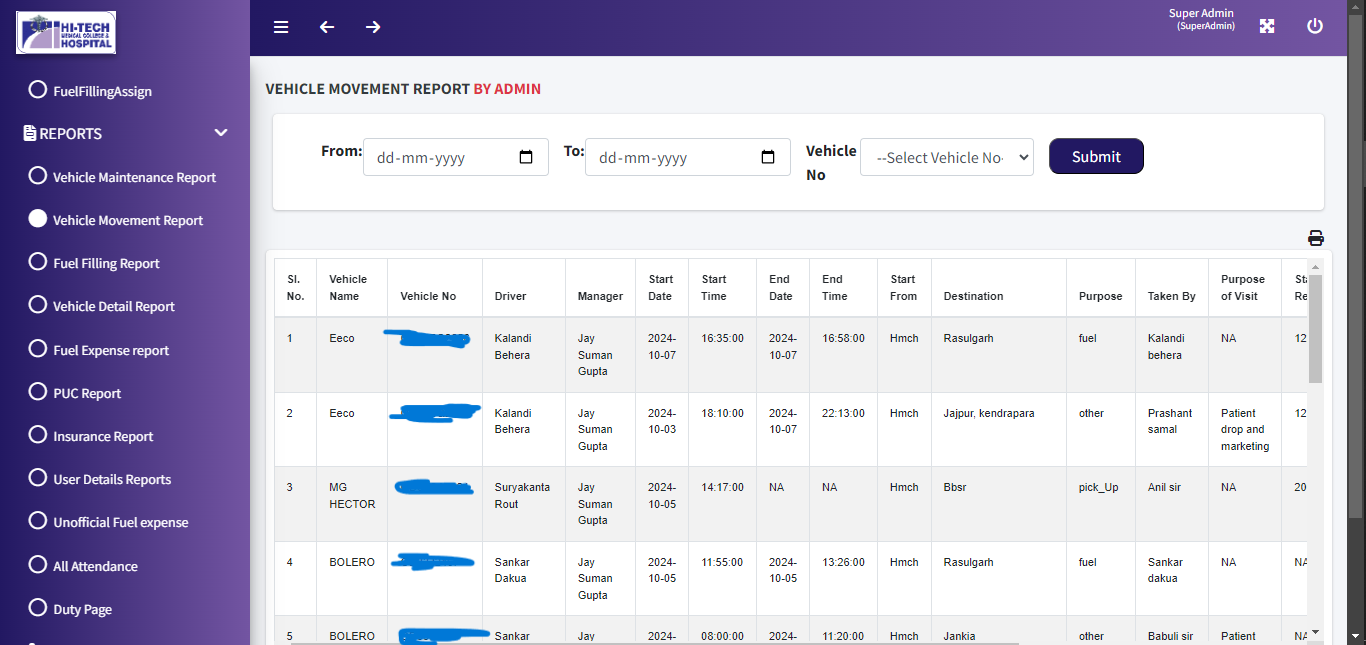 HI-TECH
MEDICAL COLLEGE &
HOSPITAL
Super Admin
(SuperAdmin)
FuelFillingAssign
REPORTS
Vehicle Maintenance Report
Vehicle Movement Report
Fuel Filling Report
Vehicle Detail Report
Fuel Expense report
PUC Report
Insurance Report
User Details Reports
Unofficial Fuel expense
All Attendance
Duty Page
VEHICLE MOVEMENT REPORT BY ADMIN
From: dd-mm-yyyy To: dd-mm-yyyy Vehicle No --Select Vehicle No- Submit
Sl. No. Vehicle Name Vehicle No Driver Manager Start Date Start Time End Date End Time Start From Destination Purpose Taken By Purpose of Visit
1 Eeco Kalandi Behera Jay Suman Gupta 2024-10-07 16:35:00 2024-10-07 16:58:00 Hmch Rasulgarh fuel Kalandi behera NA 12
2 Eeco Kalandi Behera Jay Suman Gupta 2024-10-03 18:10:00 2024-10-07 22:13:00 Hmch Jajpur, kendrapara other Prashant samal Patient drop and marketing 12
3 MG HECTOR Suryakanta Rout Jay Suman Gupta 2024-10-05 14:17:00 NA NA Hmch Bbsr pick_Up Anil sir NA 20
4 BOLERO Sankar Dakua Jay Suman Gupta 2024-10-05 11:55:00 2024-10-05 13:26:00 Hmch Rasulgarh fuel Sankar dakua NA NA
5 BOLERO Sankar Jay 2024- 08:00:00 2024- 11:20:00 Hmch Jankia other Babuli sir Patient NA